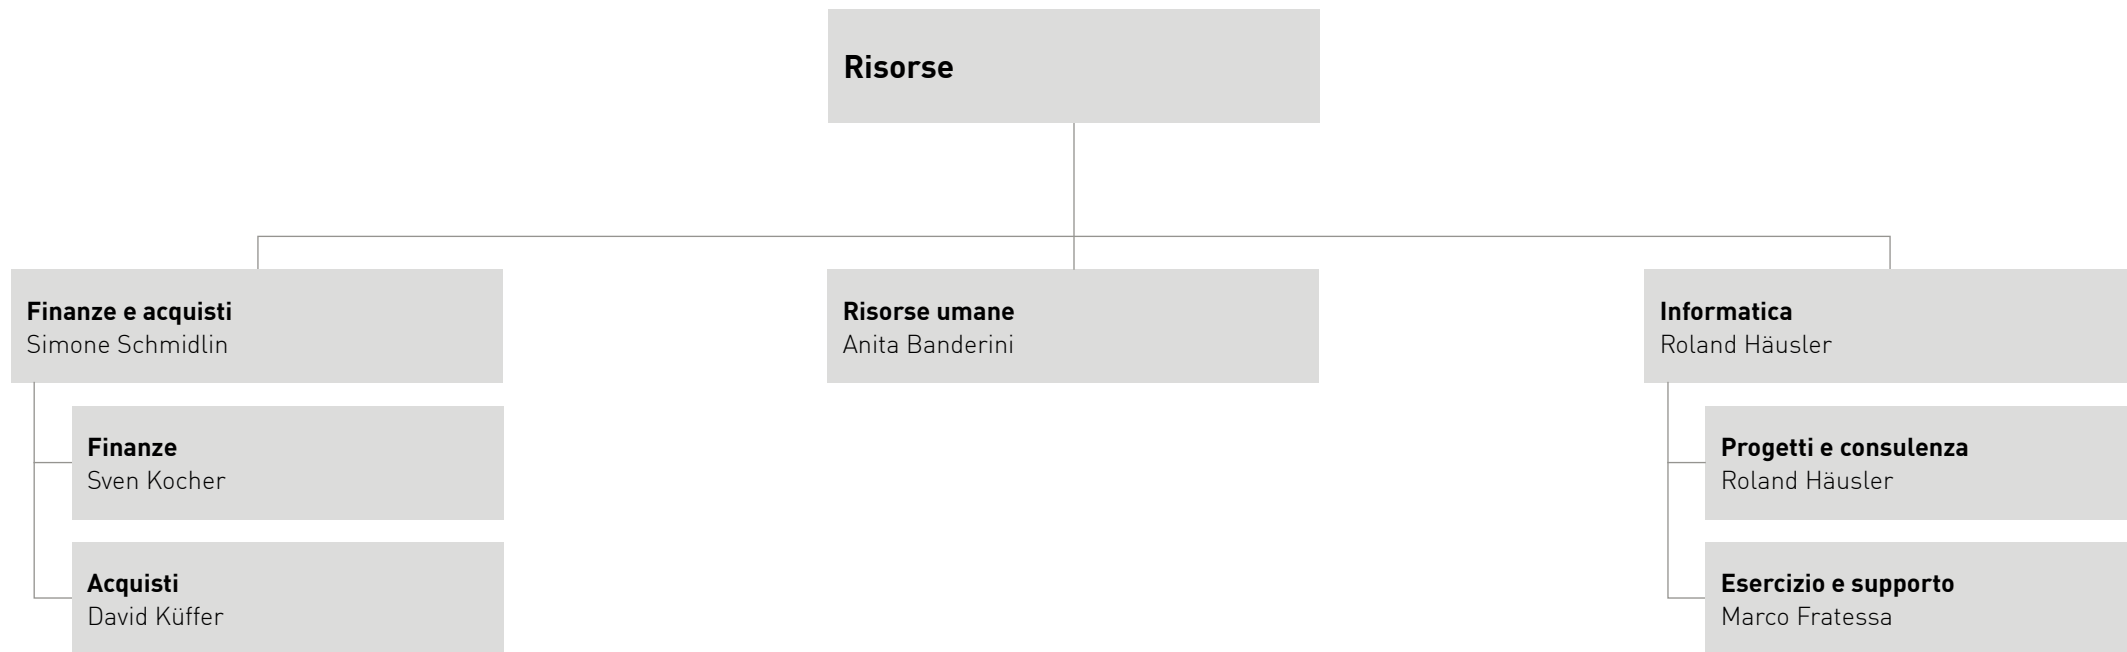 Risorse
Finanze e acquisti
Simone Schmidlin
Finanze
Sven Kocher
Acquisti
David Küffer
Risorse umane
Anita Banderini
Informatica
Roland Häusler
Progetti e consulenza
Roland Häusler
Esercizio e supporto
Marco Fratessa